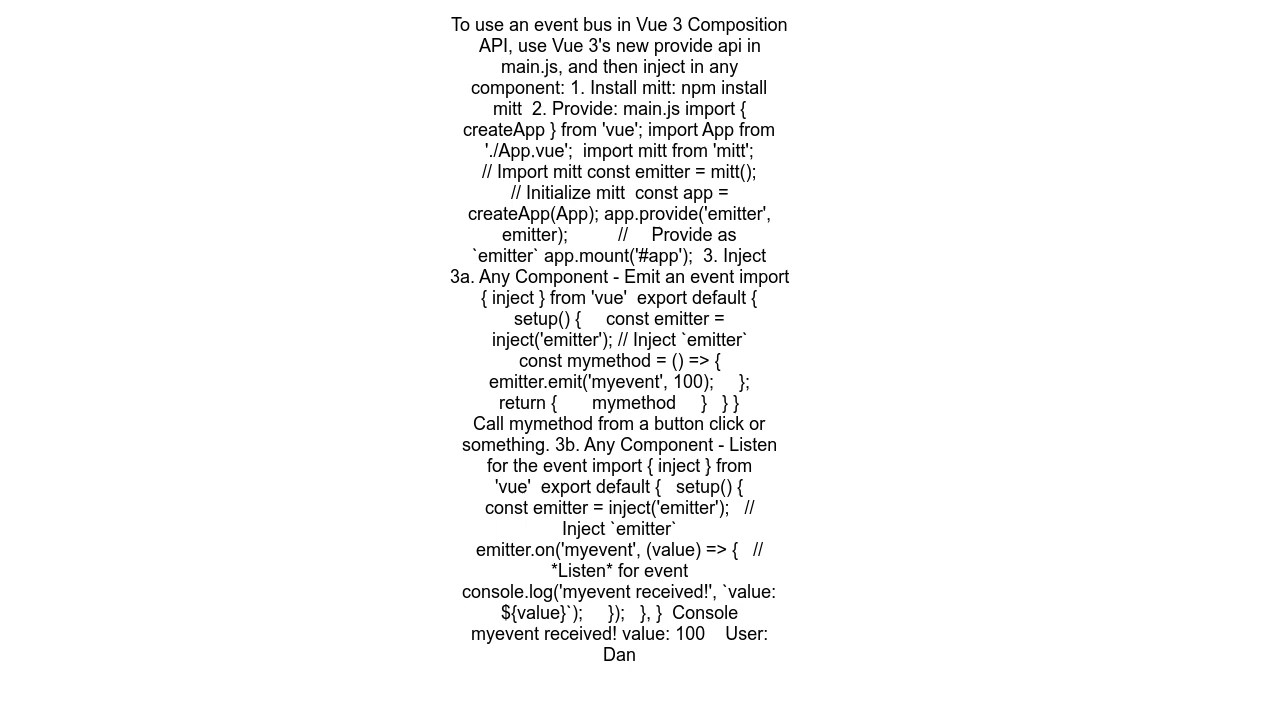 To use an event bus in Vue 3 Composition
API, use Vue 3's new provide api in
main.js, and then inject in any
component: 1. Install mitt: npm install
mitt  2. Provide: main.js import {
createApp } from 'vue'; import App from
'./App.vue';  import mitt from 'mitt';
// Import mitt const emitter = mitt();
// Initialize mitt  const app =
createApp(App); app.provide('emitter',
emitter);          //     Provide as
`emitter` app.mount('#app');  3. Inject
3a. Any Component - Emit an event import
{ inject } from 'vue'  export default {
setup() {     const emitter =
inject('emitter'); // Inject `emitter`
const mymethod = () => {
emitter.emit('myevent', 100);     };
return {       mymethod     }   } }
Call mymethod from a button click or
something. 3b. Any Component - Listen
for the event import { inject } from
'vue'  export default {   setup() {
const emitter = inject('emitter');   //
Inject `emitter`
emitter.on('myevent', (value) => {   //
*Listen* for event
console.log('myevent received!', `value:
${value}`);     });   }, }  Console
myevent received! value: 100    User:
Dan